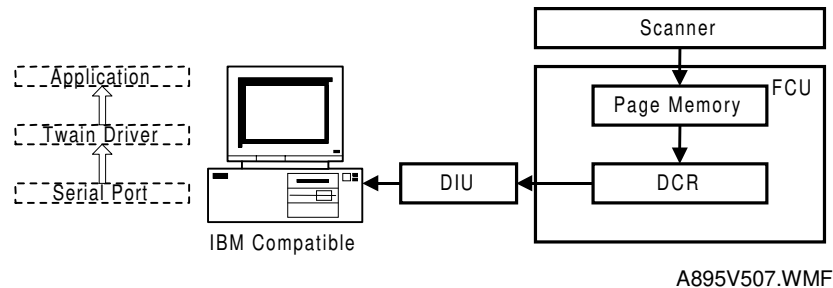 Scanner
FCU
Page Memory
DCR
DIU
Application
Twain Driver
Serial Port
IBM Compatible
A895V507.WMF